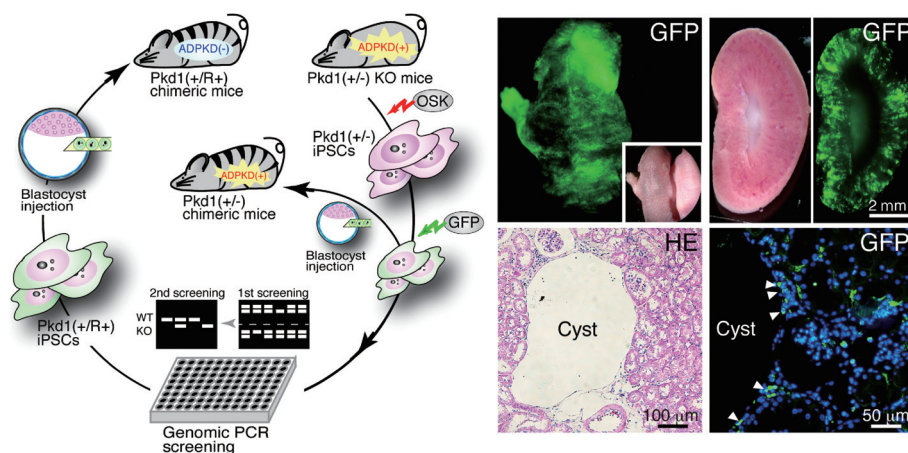 ADPKD(-)
Pkd1(+/R+)
chimeric mice
ADPKD(+)
Pkd1(+/-) KO mice
OSK
Pkd1(+/-)
iPSCs
Blastocyst
injection
ADPKD(+)
Pkd1(+/-)
chimeric mice
GFP
Blastocyst
injection
Pkd1(+/R+)
iPSCs
2nd screening
1st screening
WT
KO
Genomic PCR
screening
GFP
GFP
2 mm
HE
Cyst
100 µm
GFP
Cyst
50 µm